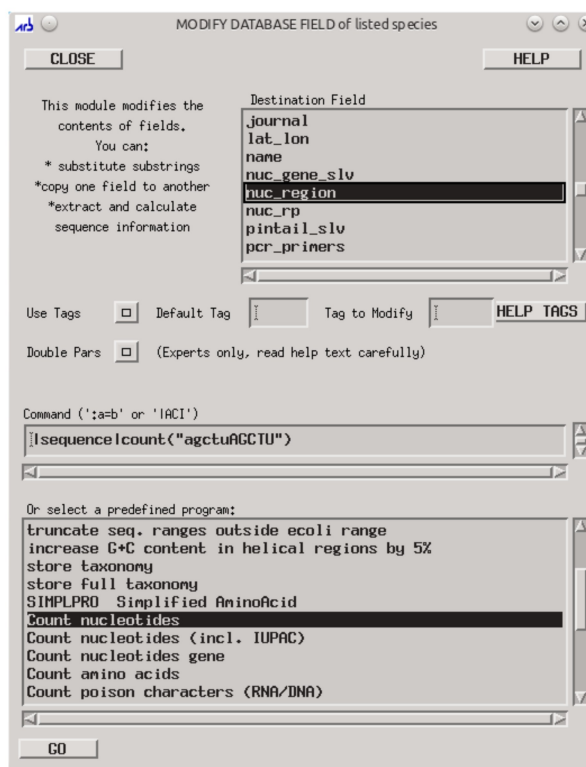 arb
MODIFY DATABASE FIELD of listed species
CLOSE
HELP
This module modifies the
contents of fields.
You can:
* substitute substrings
*copy one field to another
*extract and calculate
sequence information
Destination Field
journal
lat_lon
name
nuc_gene_slv
nuc_region
nuc_rp
pintail_slv
pcr_primers
Use Tags
Default Tag
Tag to Modify
HELP TAGS
Double Pars
(Experts only, read help text carefully)
Command (':a=b' or '|ACI')
|sequence|count("agctuAGCTU")
Or select a predefined program:
truncate seq. ranges outside ecoli range
increase G+C content in helical regions by 5%
store taxonomy
store full taxonomy
SIMPLPRO  Simplified AminoAcid
Count nucleotides
Count nucleotides (incl. IUPAC)
Count nucleotides gene
Count amino acids
Count poison characters (RNA/DNA)
GO